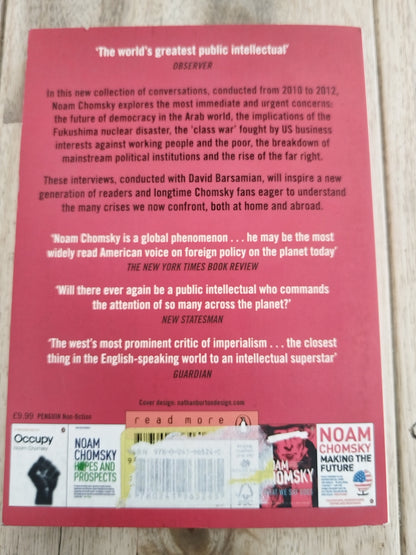 ‘The world’s greatest public intellectual’
OBSERVER
In this new collection of conversations, conducted from 2010 to 2012,
Noam Chomsky explores the most immediate and urgent concerns:
the future of democracy in the Arab world, the implications of the
Fukushima nuclear disaster, the ‘class war’ fought by US business
interests against working people and the poor, the breakdown of
mainstream political institutions and the rise of the far right.
These interviews, conducted with David Barsamian, will inspire a new
generation of readers and longtime Chomsky fans eager to understand
the many crises we now confront, both at home and abroad.
‘Noam Chomsky is a global phenomenon . . . he may be the most
widely read American voice on foreign policy on the planet today’
THE NEW YORK TIMES BOOK REVIEW
‘Will there ever again be a public intellectual who commands
the attention of so many across the planet?’
NEW STATESMAN
‘The west’s most prominent critic of imperialism . . . the closest
thing in the English-speaking world to an intellectual superstar’
GUARDIAN
Cover design: nathanburtondesign.com
£9.99 PENGUIN Non-fiction
read more
Occupy
Noam Chomsky
NOAM
CHOMSKY
HOPES AND
PROSPECTS
NOAM
CHOMSKY
WHAT WE SAY GOES
NOAM
CHOMSKY
MAKING THE
FUTURE